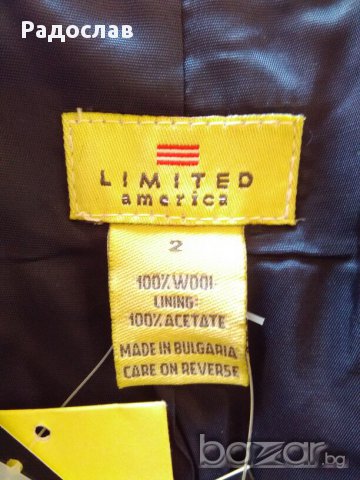 Радослав
LIMITED
america
2
100% WOOL
LINING:
100% ACETATE
MADE IN BULGARIA
CARE ON REVERSE
bazar.bg